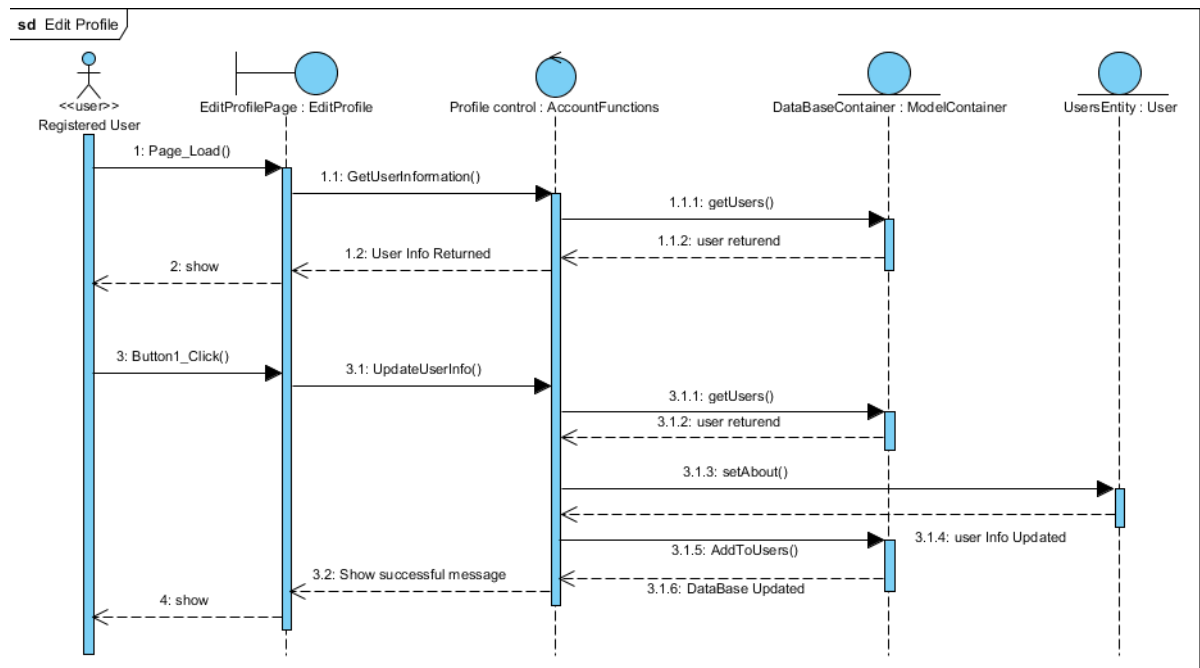 sd Edit Profile
<<user>>
Registered User
EditProfilePage : EditProfile
Profile control : AccountFunctions
DataBaseContainer : ModelContainer
UsersEntity : User
1: Page_Load()
1.1: GetUserInformation()
1.1.1: getUsers()
1.1.2: user returend
1.2: User Info Returned
2: show
3: Button1_Click()
3.1: UpdateUserInfo()
3.1.1: getUsers()
3.1.2: user returend
3.1.3: setAbout()
3.1.4: user Info Updated
3.1.5: AddToUsers()
3.1.6: DataBase Updated
3.2: Show successful message
4: show